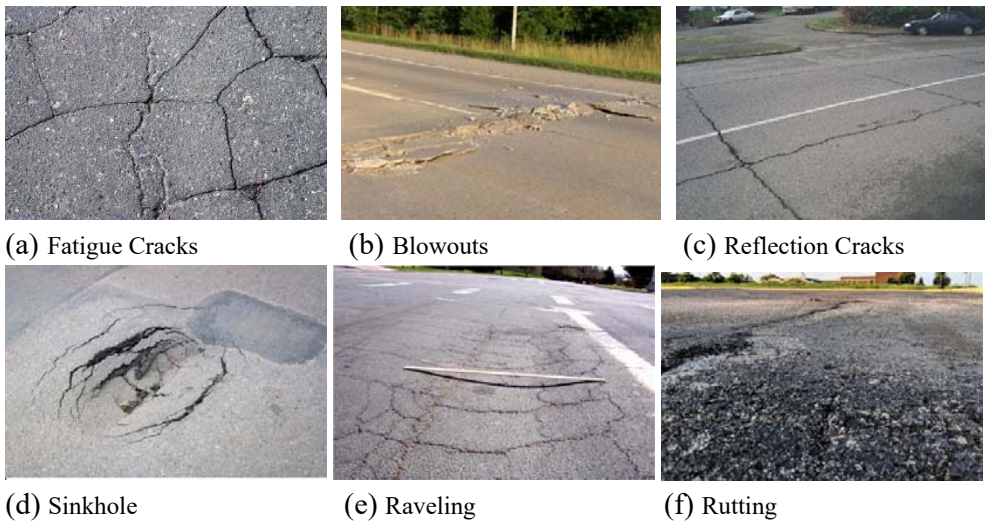 (a) Fatigue Cracks
(b) Blowouts
(c) Reflection Cracks
(d) Sinkhole
(e) Raveling
(f) Rutting